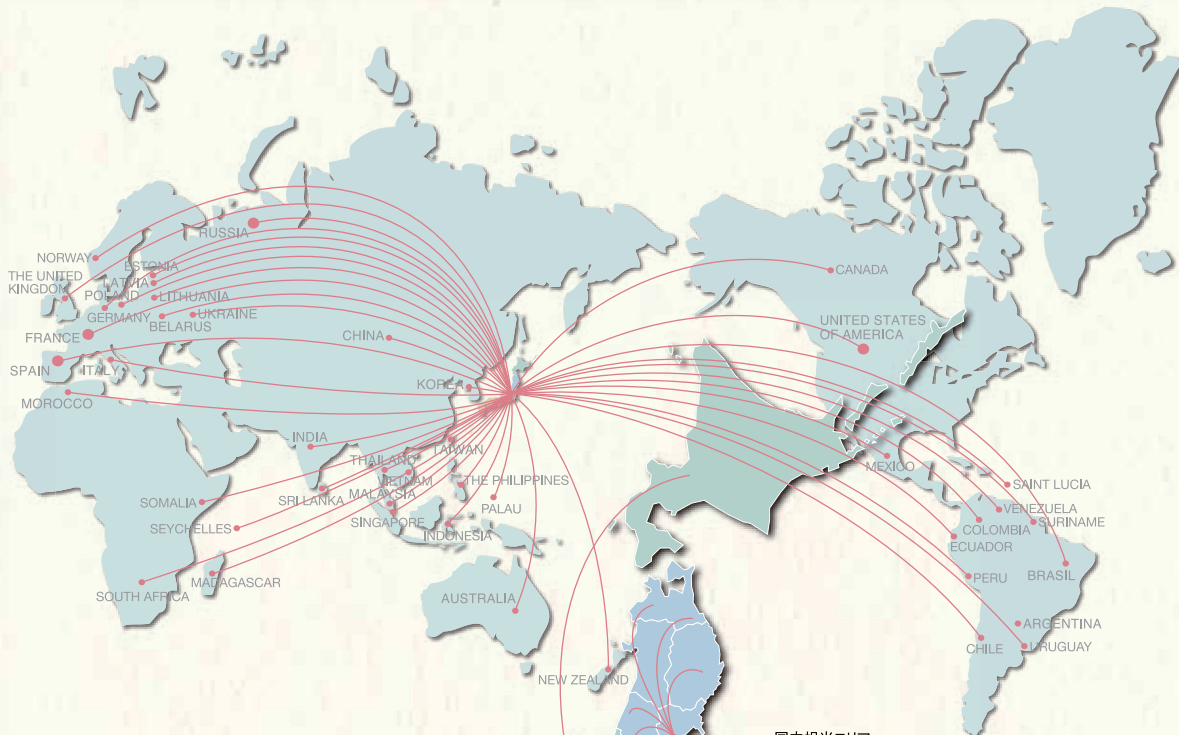 RUSSIA
NORWAY
ESTONIA
THE UNITED
KINGDOM
LATVIA
POLAND
LITHUANIA
GERMANY
UKRAINE
BELARUS
FRANCE
SPAIN
ITALY
MOROCCO
CHINA
KOREA
INDIA
TAIWAN
THAILAND
VIETNAM
THE PHILIPPINES
SRI LANKA
MALAYSIA
PALAU
SINGAPORE
INDONESIA
SOMALIA
SEYCHELLES
MADAGASCAR
SOUTH AFRICA
AUSTRALIA
NEW ZEALAND
CANADA
UNITED STATES
OF AMERICA
MEXICO
SAINT LUCIA
VENEZUELA
SURINAME
COLOMBIA
ECUADOR
PERU
BRASIL
ARGENTINA
CHILE
URUGUAY